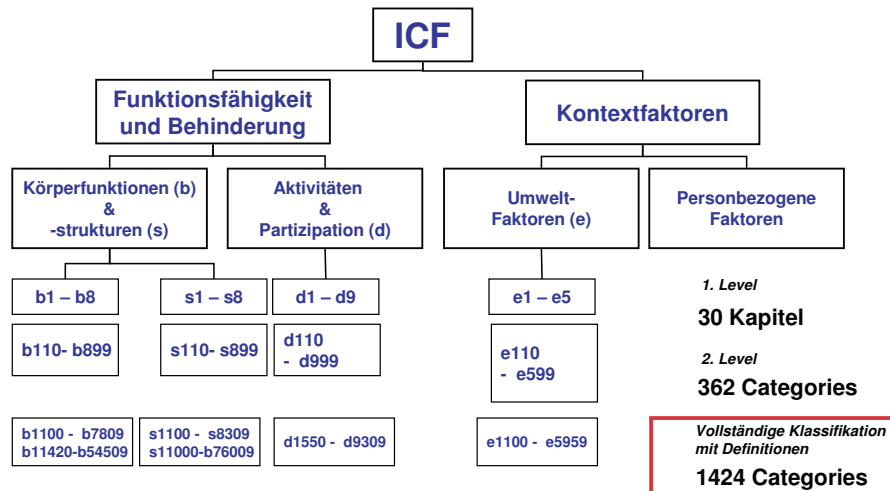 ICF
Funktionsfähigkeit
und Behinderung
Kontextfaktoren
Körperfunktionen (b)
&
-strukturen (s)
Aktivitäten
&
Partizipation (d)
Umwelt-
Faktoren (e)
Personbezogene
Faktoren
b1 – b8
s1 – s8
d1 – d9
e1 – e5
1. Level
30 Kapitel
b110- b899
s110- s899
d110
- d999
e110
- e599
2. Level
362 Categories
b1100 - b7809
b11420-b54509
s1100 - s8309
s11000-b76009
d1550 - d9309
e1100 - e5959
Vollständige Klassifikation
mit Definitionen
1424 Categories